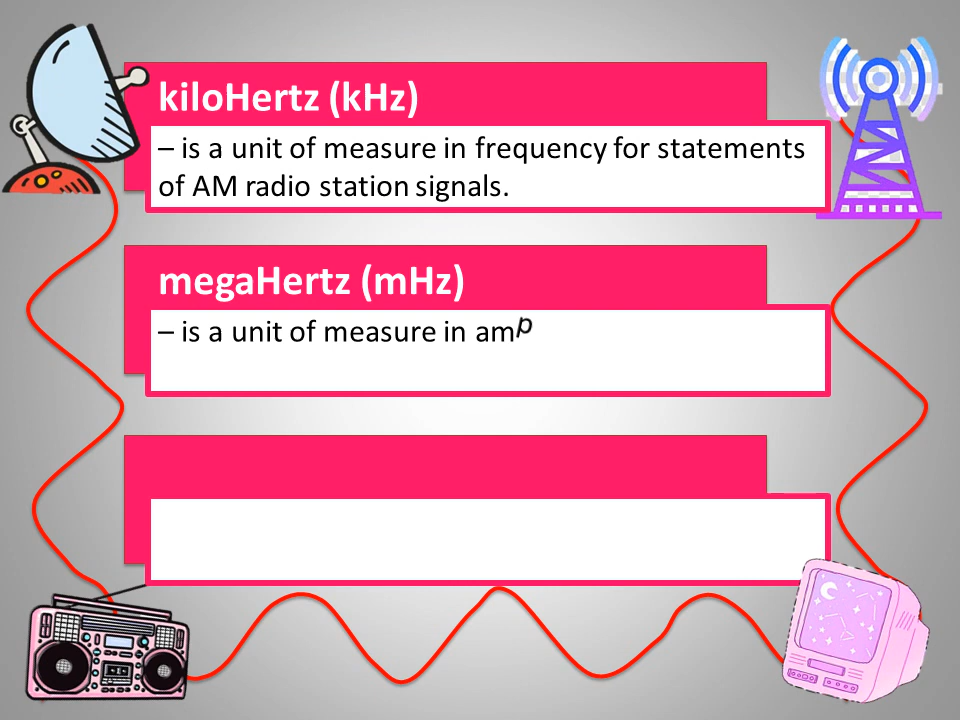 kiloHertz (kHz)
– is a unit of measure in frequency for statements
of AM radio station signals.
megaHertz (mHz)
– is a unit of measure in amp